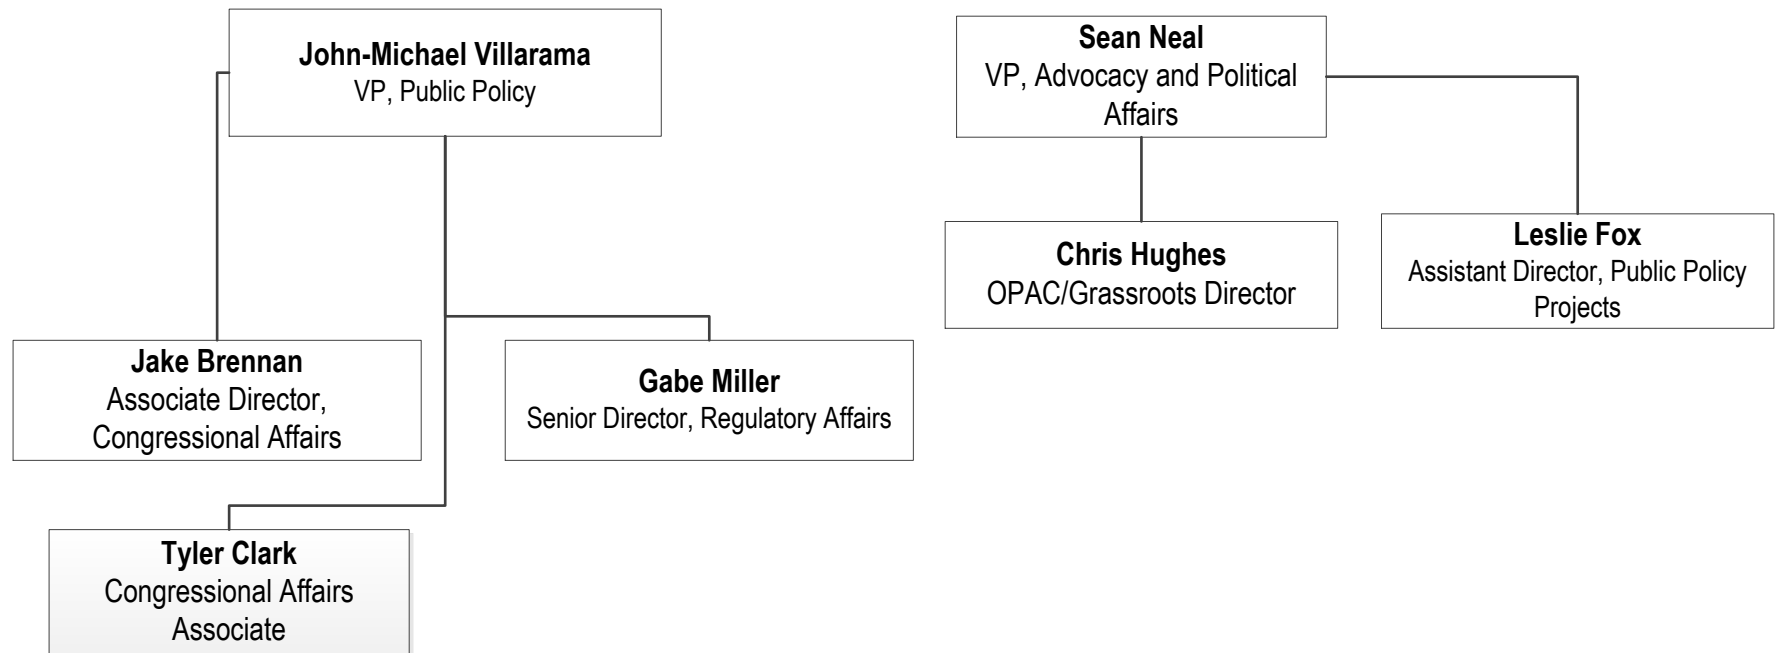 John-Michael Villarama
VP, Public Policy
Sean Neal
VP, Advocacy and Political
Affairs
Chris Hughes
OPAC/Grassroots Director
Leslie Fox
Assistant Director, Public Policy
Projects
Jake Brennan
Associate Director,
Congressional Affairs
Gabe Miller
Senior Director, Regulatory Affairs
Tyler Clark
Congressional Affairs
Associate